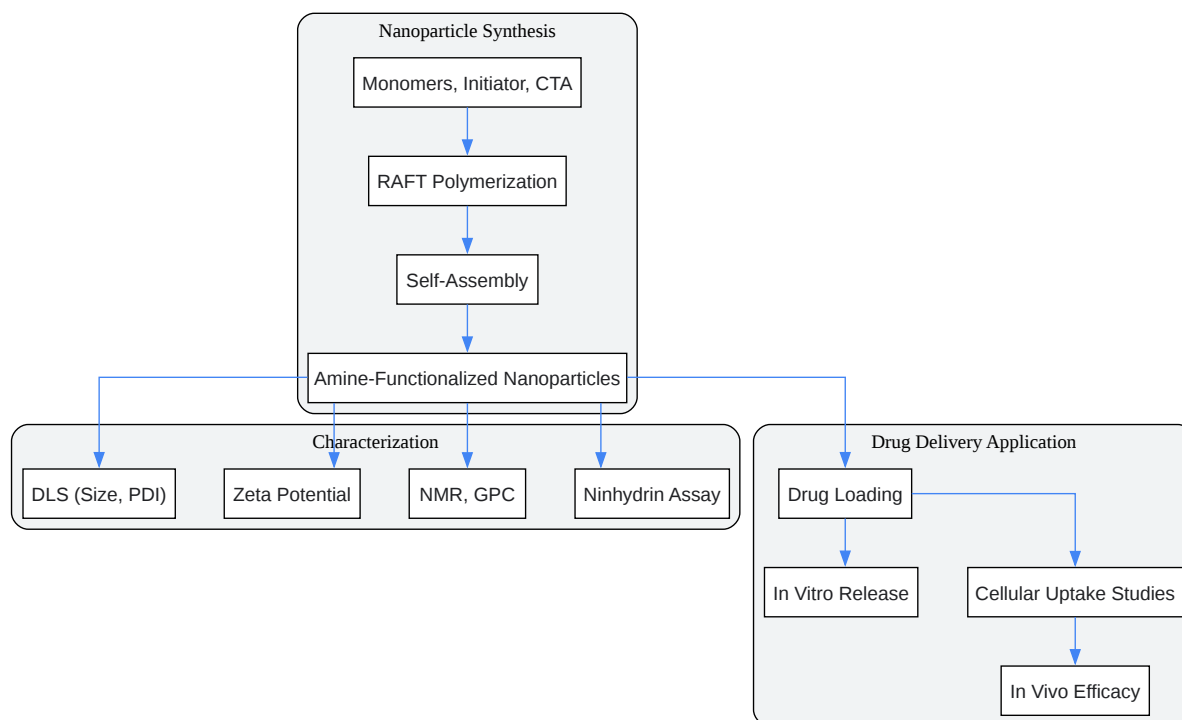 Nanoparticle Synthesis
Monomers, Initiator, CTA
RAFT Polymerization
Self-Assembly
Amine-Functionalized Nanoparticles
Characterization
DLS (Size, PDI)
Zeta Potential
NMR, GPC
Ninhydrin Assay
Drug Delivery Application
Drug Loading
In Vitro Release
Cellular Uptake Studies
In Vivo Efficacy